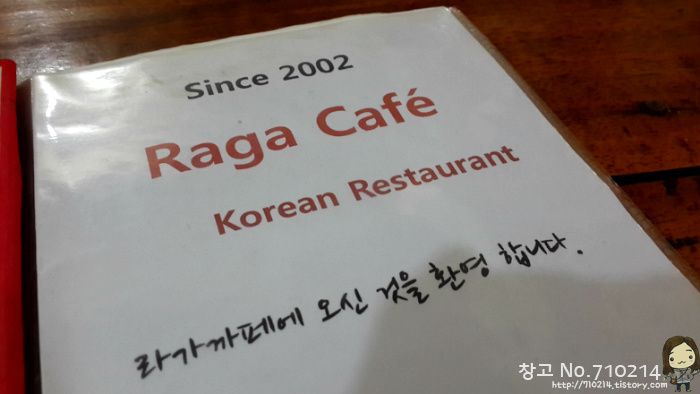 Since 2002
Raga Café
Korean Restaurant
라가까페에 오신 것을 환영 합니다.
창고 No.710214
http://710214.tistory.com/